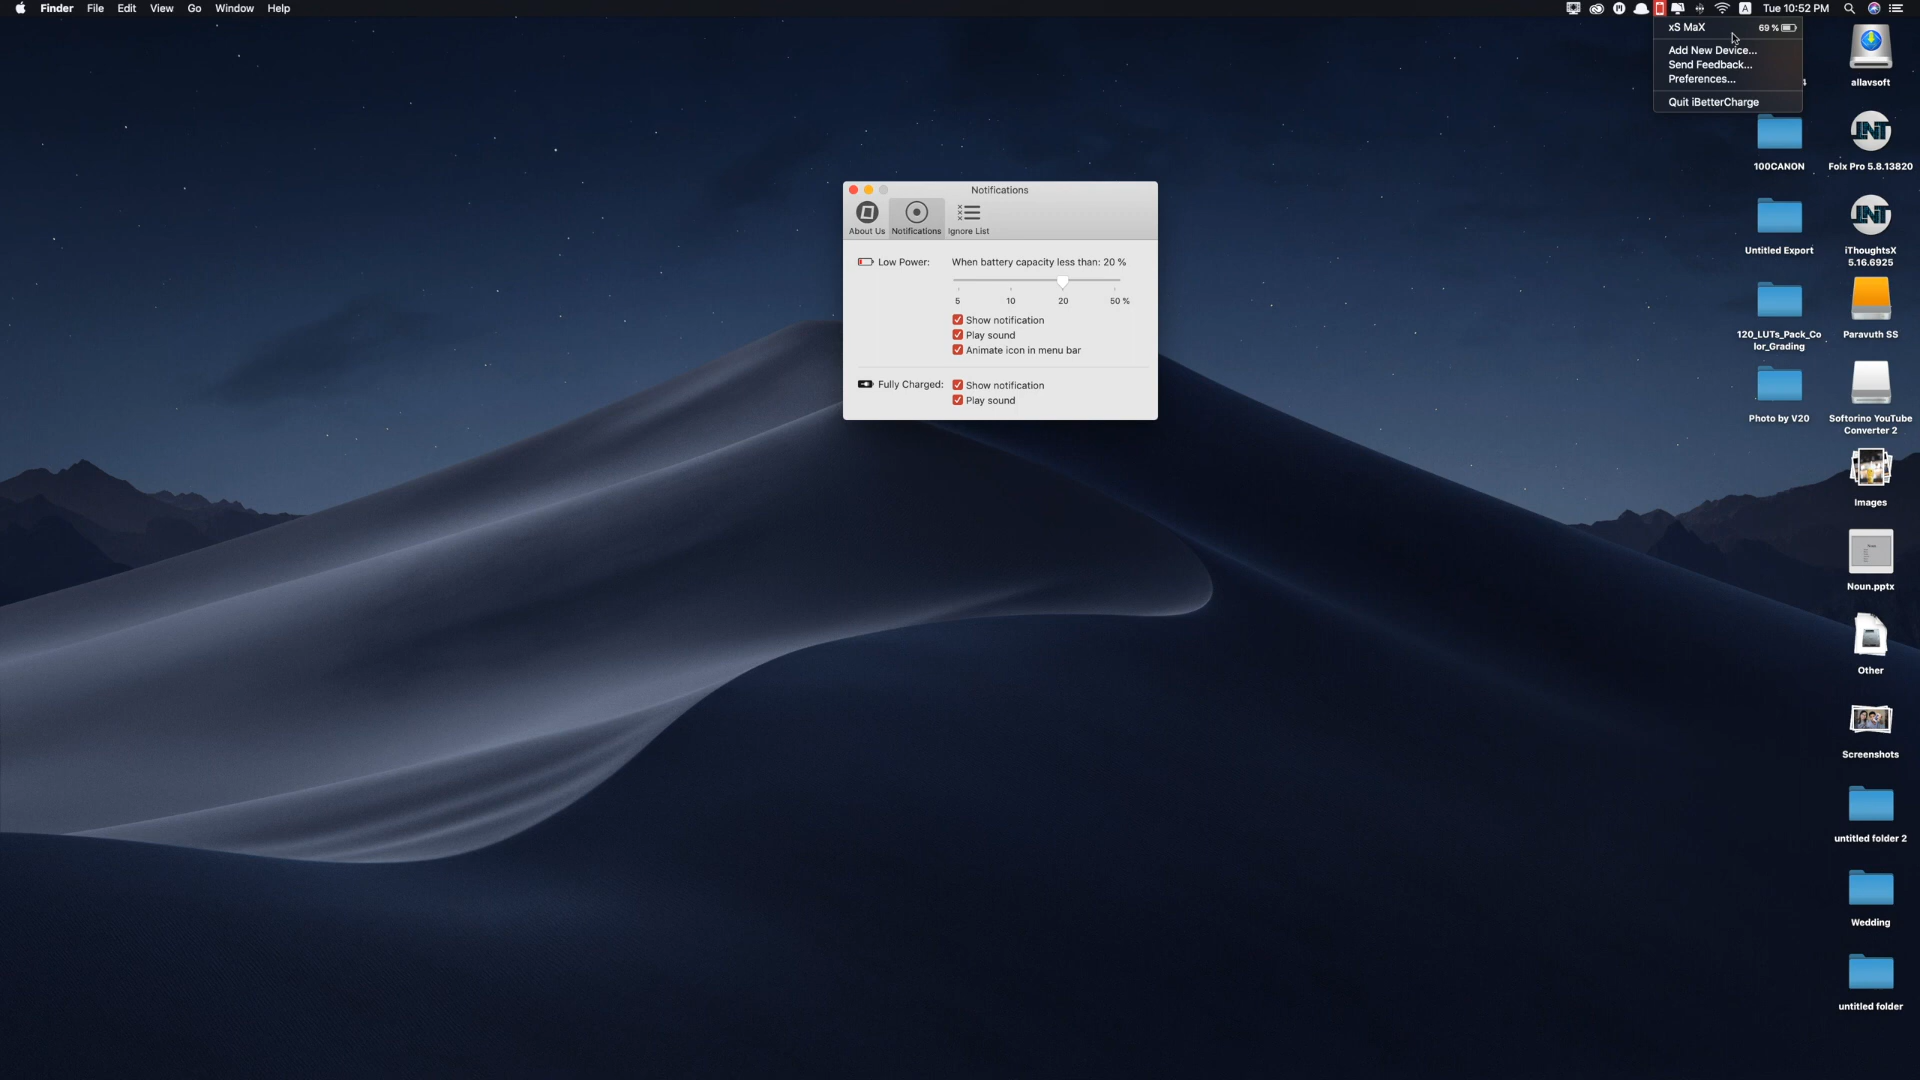 Finder File Edit View Go Window Help
A Tue 10:52 PM
xS MaX 69 %
Add New Device...
Send Feedback...
Preferences...
Quit iBetterCharge
4
allavsoft
100CANON
Folx Pro 5.8.13820
Untitled Export
iThoughtsX
5.16.6925
120_LUTs_Pack_Co
lor_Grading
Paravuth SS
Photo by V20
Softorino YouTube
Converter 2
Images
Noun.pptx
Other
Screenshots
untitled folder 2
Wedding
untitled folder
Notifications
About Us Notifications Ignore List
Low Power: When battery capacity less than: 20 %
5 10 20 50 %
Show notification
Play sound
Animate icon in menu bar
Fully Charged: Show notification
Play sound